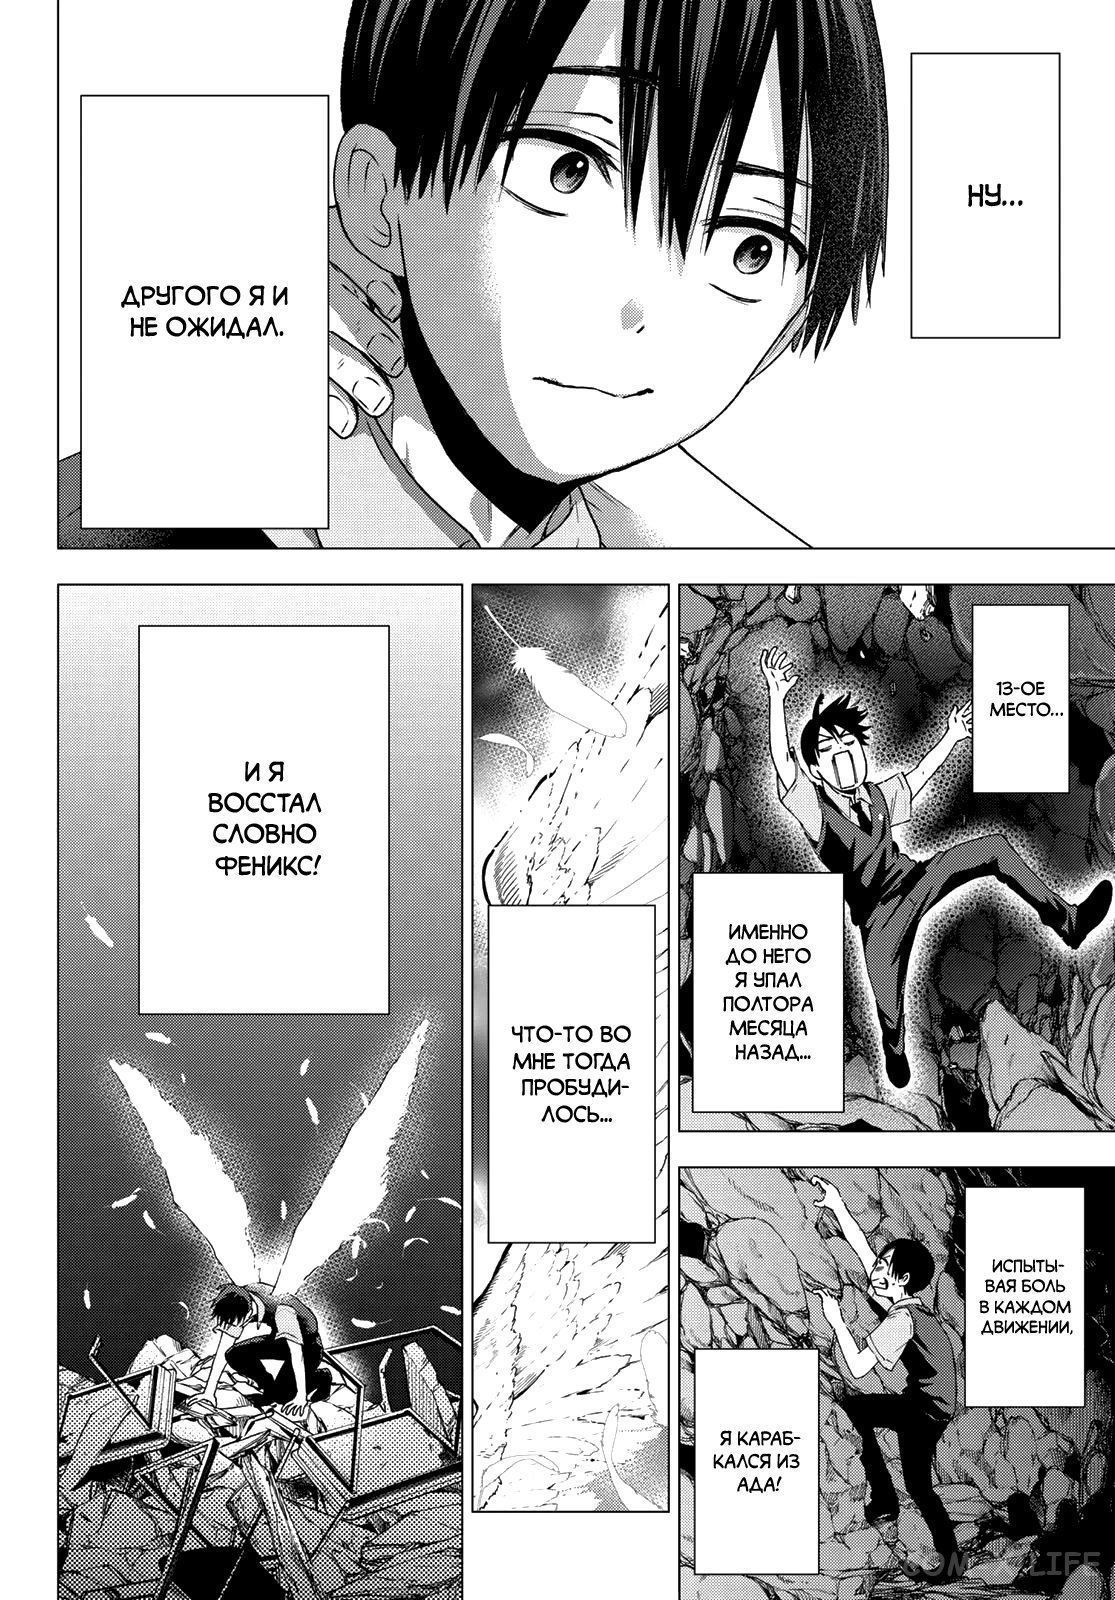 НУ...
ДРУГОГО Я И
НЕ ОЖИДАЛ.
13-ОЕ
МЕСТО...
ИМЕННО
ДО НЕГО
Я УПАЛ
ПОЛТОРА
МЕСЯЦА
НАЗАД...
ИСПЫТЫ-
ВАЯ БОЛЬ
В КАЖДОМ
ДВИЖЕНИИ,
Я КАРАБ-
КАЛСЯ ИЗ
АДА!
ЧТО-ТО ВО
МНЕ ТОГДА
ПРОБУДИ-
ЛОСЬ...
И Я
ВОССТАЛ
СЛОВНО
ФЕНИКС!